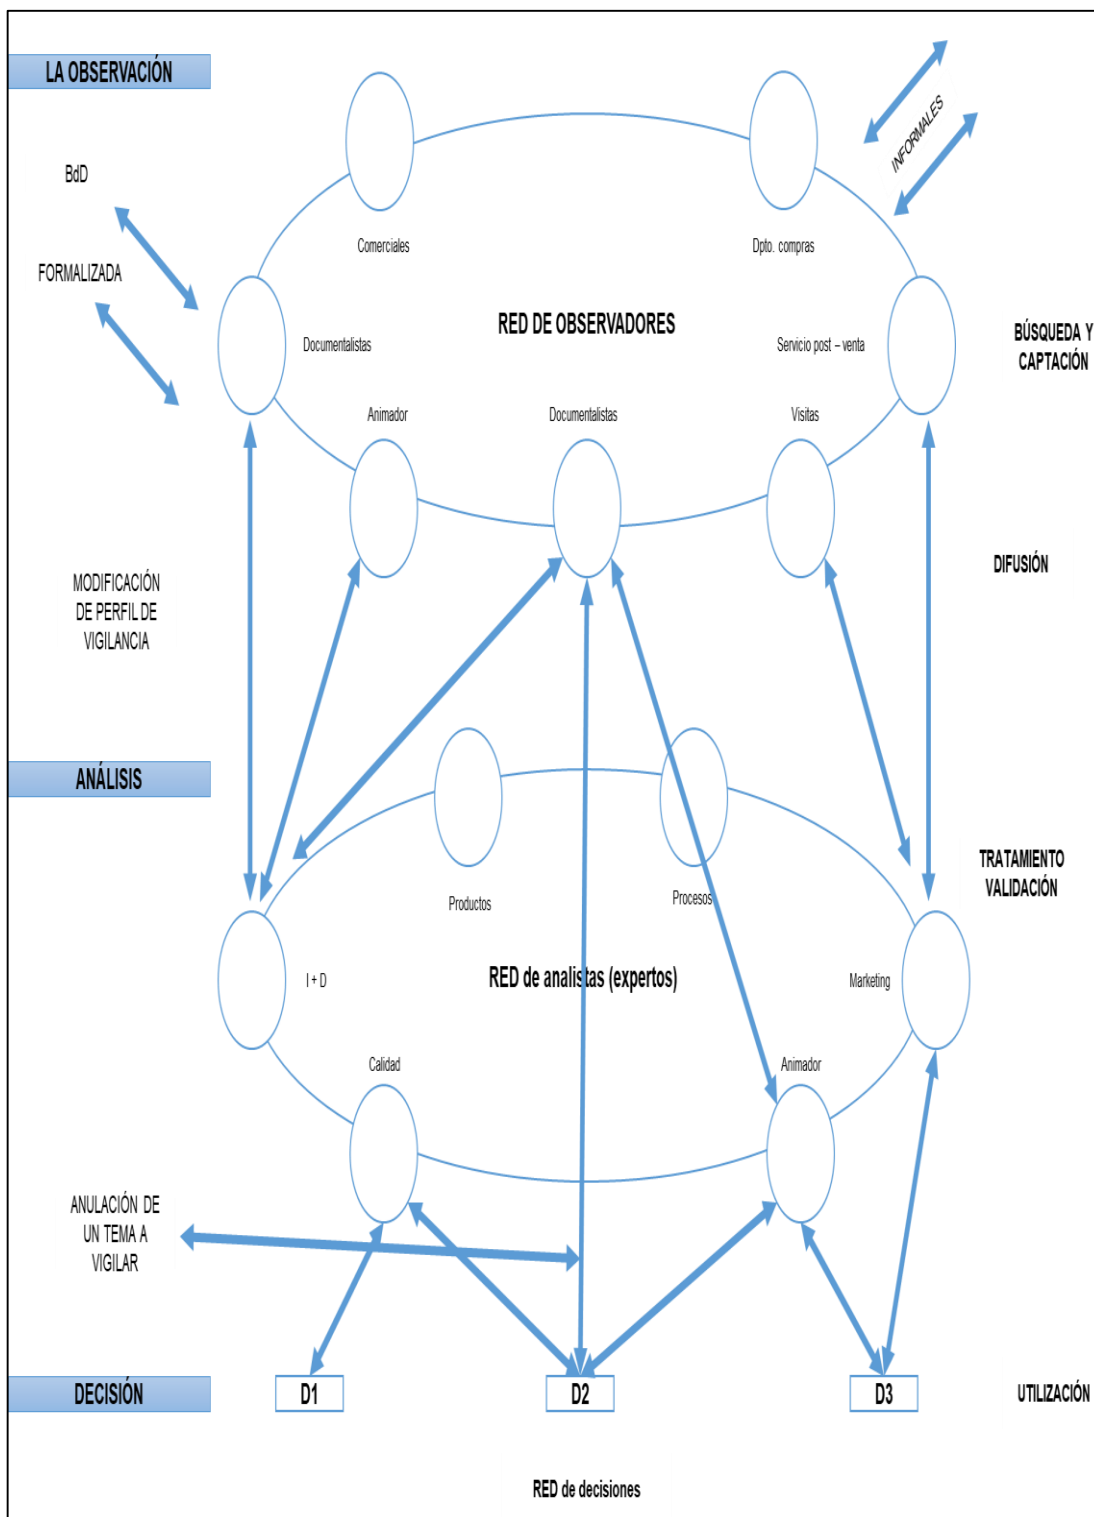 LA OBSERVACIÓN
INFORMALES
BdD
Comerciales
Dpto. compras
FORMALIZADA
RED DE OBSERVADORES
Documentalistas
Servicio post – venta
BÚSQUEDA Y
CAPTACIÓN
Animador
Documentalistas
Visitas
DIFUSIÓN
MODIFICACIÓN
DE PERFIL DE
VIGILANCIA
ANÁLISIS
TRATAMIENTO
VALIDACIÓN
Productos
Procesos
I + D
RED de analistas (expertos)
Marketing
Calidad
Animador
ANULACIÓN DE
UN TEMA A
VIGILAR
DECISIÓN
D1
D2
D3
UTILIZACIÓN
RED de decisiones